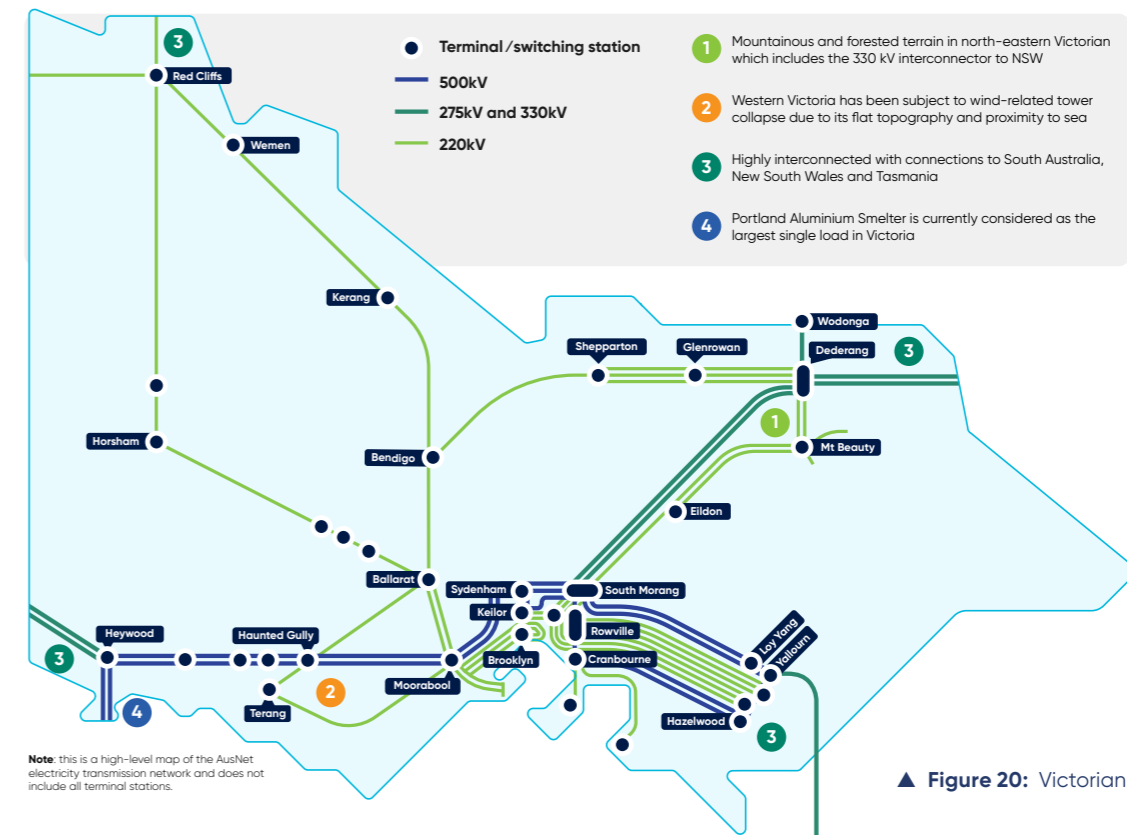 Terminal/switching station
500kV
275kV and 330kV
220kV
1 Mountainous and forested terrain in north-eastern Victorian
which includes the 330 kV interconnector to NSW
2 Western Victoria has been subject to wind-related tower
collapse due to its flat topography and proximity to sea
3 Highly interconnected with connections to South Australia,
New South Wales and Tasmania
4 Portland Aluminium Smelter is currently considered as the
largest single load in Victoria
3
Red Cliffs
Wemen
Kerang
Wodonga
Shepparton
Glenrowan
Dederang
3
1
Horsham
Bendigo
Mt Beauty
Eildon
Ballarat
Sydenham
South Morang
Keilor
Rowville
Heywood
Haunted Gully
Loy Yang
Yallourn
3
Brooklyn
Cranbourne
Moorabool
2
4
Terang
Hazelwood
3
Note: this is a high-level map of the AusNet
electricity transmission network and does not
include all terminal stations.
▲ Figure 20: Victorian